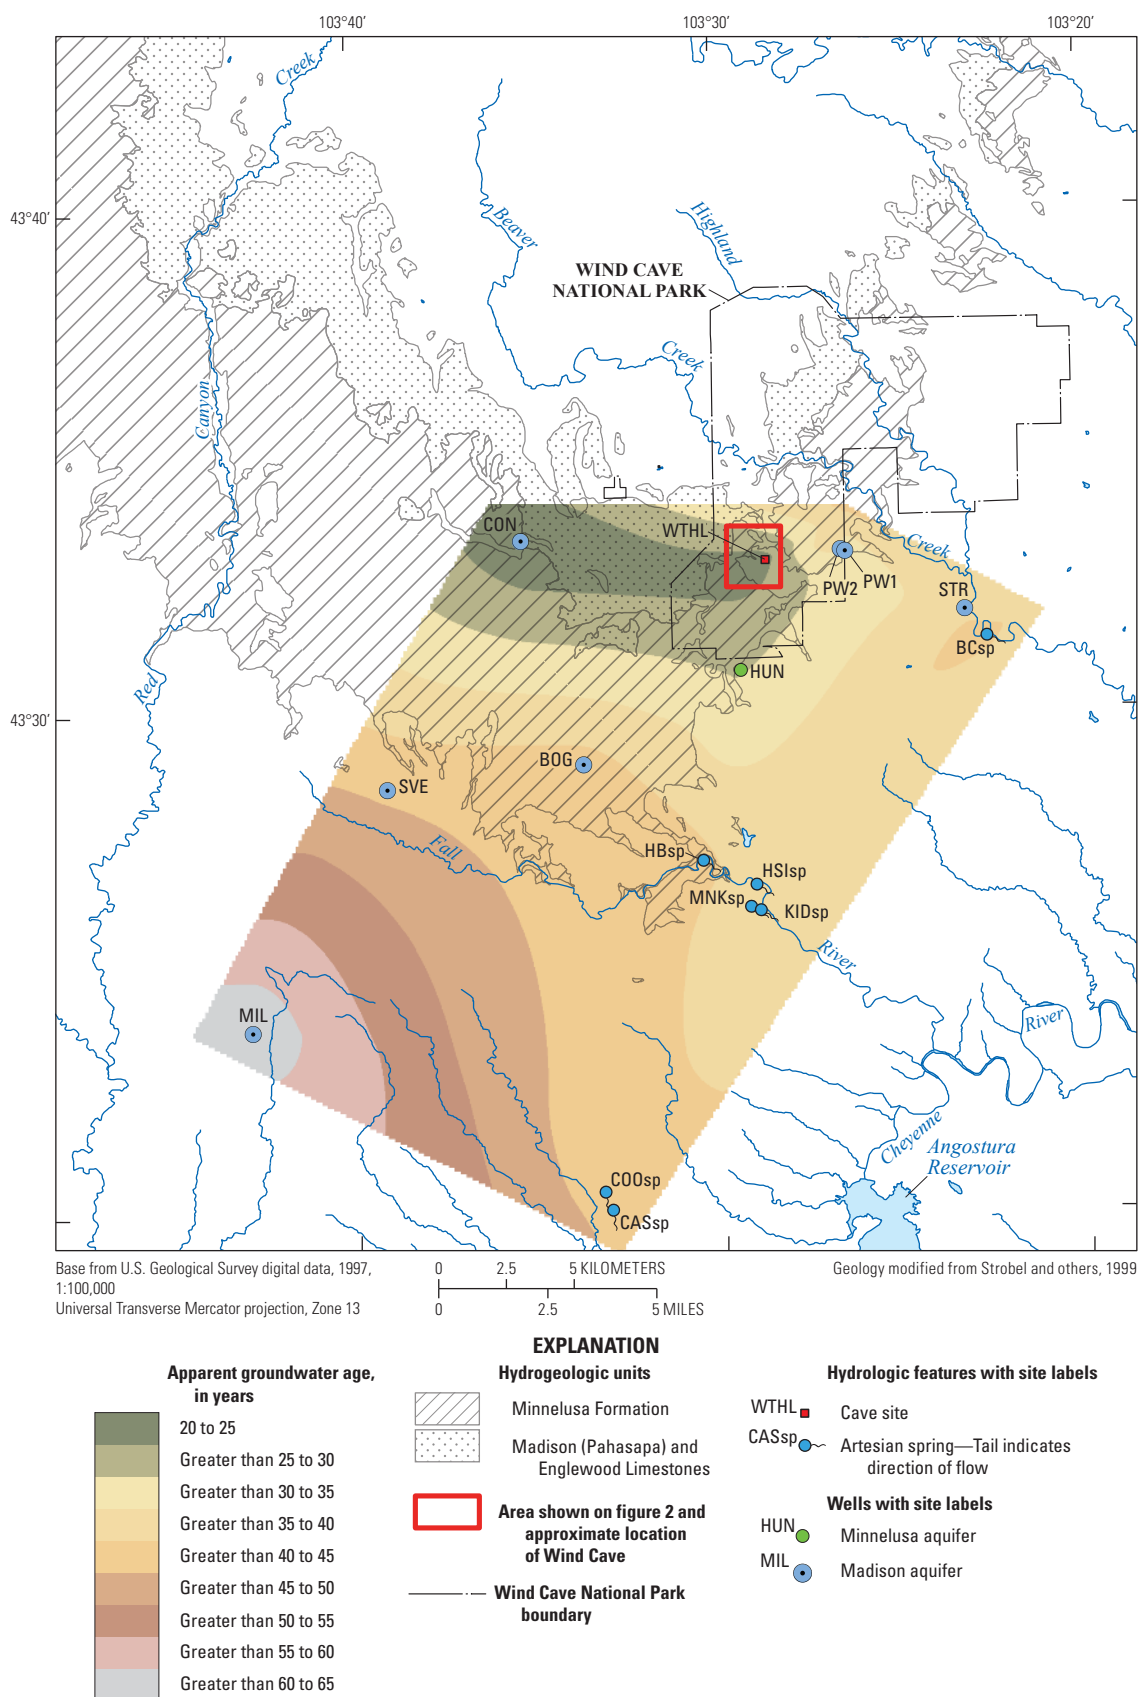 103°40′
103°30′
103°20′
Creek
43°40′
Beaver
Highland
WIND CAVE
NATIONAL PARK
Creek
Canyon
CON
WTHL
Creek
PW2
PW1
STR
BCsp
HUN
Red
43°30′
BOG
SVE
Fall
HBsp
HSIsp
MNKsp
KIDsp
River
MIL
River
Cheyenne
Angostura
Reservoir
COOsp
CASsp
Base from U.S. Geological Survey digital data, 1997,
1:100,000
Universal Transverse Mercator projection, Zone 13
0 2.5 5 KILOMETERS
0 2.5 5 MILES
Geology modified from Strobel and others, 1999
EXPLANATION
Apparent groundwater age,
in years
20 to 25
Greater than 25 to 30
Greater than 30 to 35
Greater than 35 to 40
Greater than 40 to 45
Greater than 45 to 50
Greater than 50 to 55
Greater than 55 to 60
Greater than 60 to 65
Hydrogeologic units
Minnelusa Formation
Madison (Pahasapa) and
Englewood Limestones
Area shown on figure 2 and
approximate location
of Wind Cave
Wind Cave National Park
boundary
Hydrologic features with site labels
WTHL Cave site
CASsp Artesian spring—Tail indicates
direction of flow
Wells with site labels
HUN Minnelusa aquifer
MIL Madison aquifer